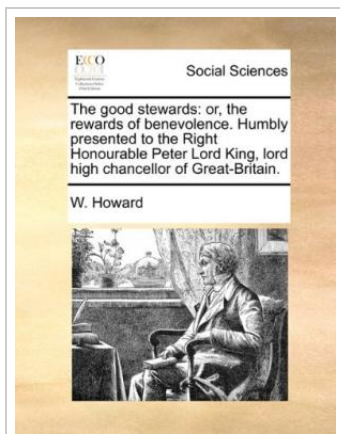 ECCO
Social Sciences
The good stewards: or, the
rewards of benevolence. Humbly
presented to the Right
Honourable Peter Lord King, lord
high chancellor of Great-Britain.
W. Howard